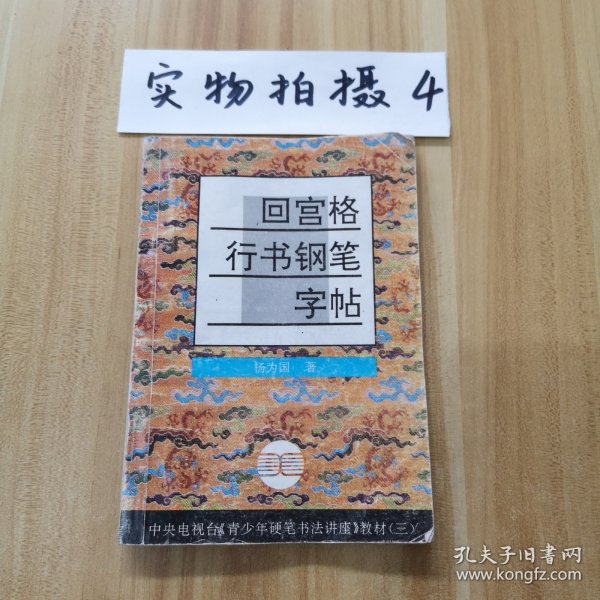 实物拍摄4
回宫格
行书钢笔
字帖
杨为国 著
中央电视台《青少年硬笔书法讲座》教材(三)
孔夫子旧书网
www.kongfz.com